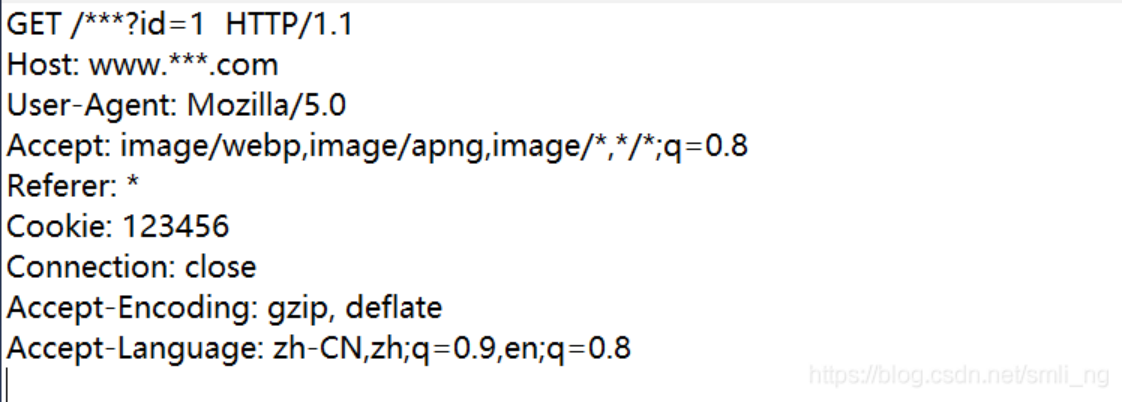 GET /***?id=1  HTTP/1.1
Host: www.***.com
User-Agent: Mozilla/5.0
Accept: image/webp,image/apng,image/*,*/*;q=0.8
Referer: *
Cookie: 123456
Connection: close
Accept-Encoding: gzip, deflate
Accept-Language: zh-CN,zh;q=0.9,en;q=0.8
https://blog.csdn.net/smli_ng